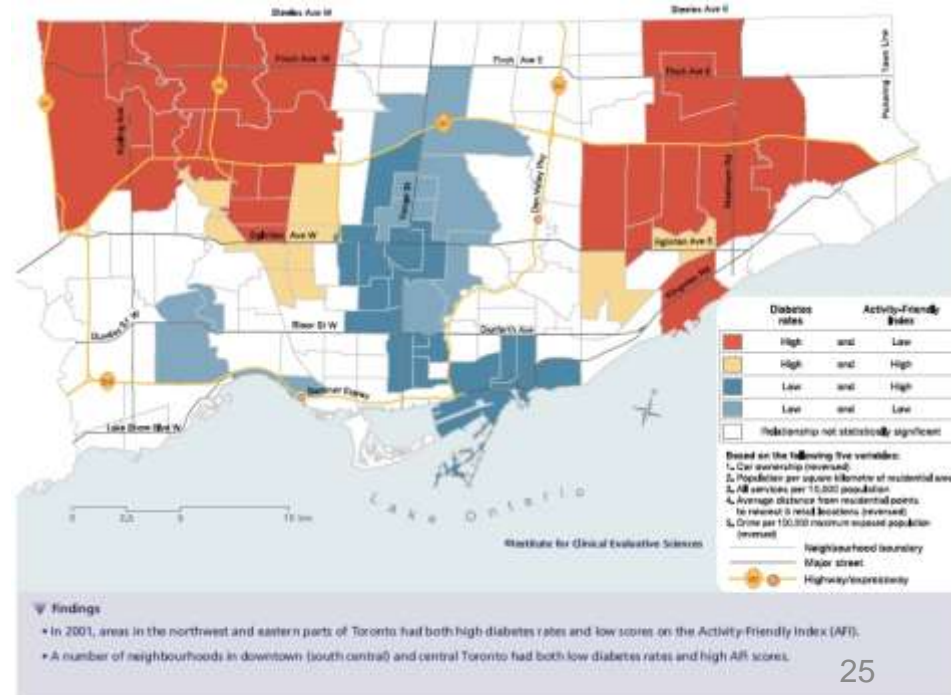 Steeles Ave W
Steeles Ave E
Finch Ave W
Finch Ave E
Finch Ave E
Pickering Town Line
Yonge St
Don Valley Pkwy
Eglinton Ave W
Eglinton Ave E
Kingston Rd
Dundas St W
Bloor St W
Danforth Ave
Gardiner Expwy
Lake Shore Blvd W
Lake Ontario
0 2.5 5 10 km
©Institute for Clinical Evaluative Sciences
Diabetes rates
Activity-Friendly Index
High and Low
High and High
Low and High
Low and Low
Relationship not statistically significant
Based on the following five variables:
1. Car ownership (reversed)
2. Population per square kilometre of residential area
3. All services per 10,000 population
4. Average distance from residential points
to nearest 5 retail locations (reversed)
5. Crime per 100,000 maximum exposed population
(reversed)
Neighbourhood boundary
Major street
Highway/expressway
Findings
• In 2001, areas in the northwest and eastern parts of Toronto had both high diabetes rates and low scores on the Activity-Friendly Index (AFI).
• A number of neighbourhoods in downtown (south central) and central Toronto had both low diabetes rates and high AFI scores.
25